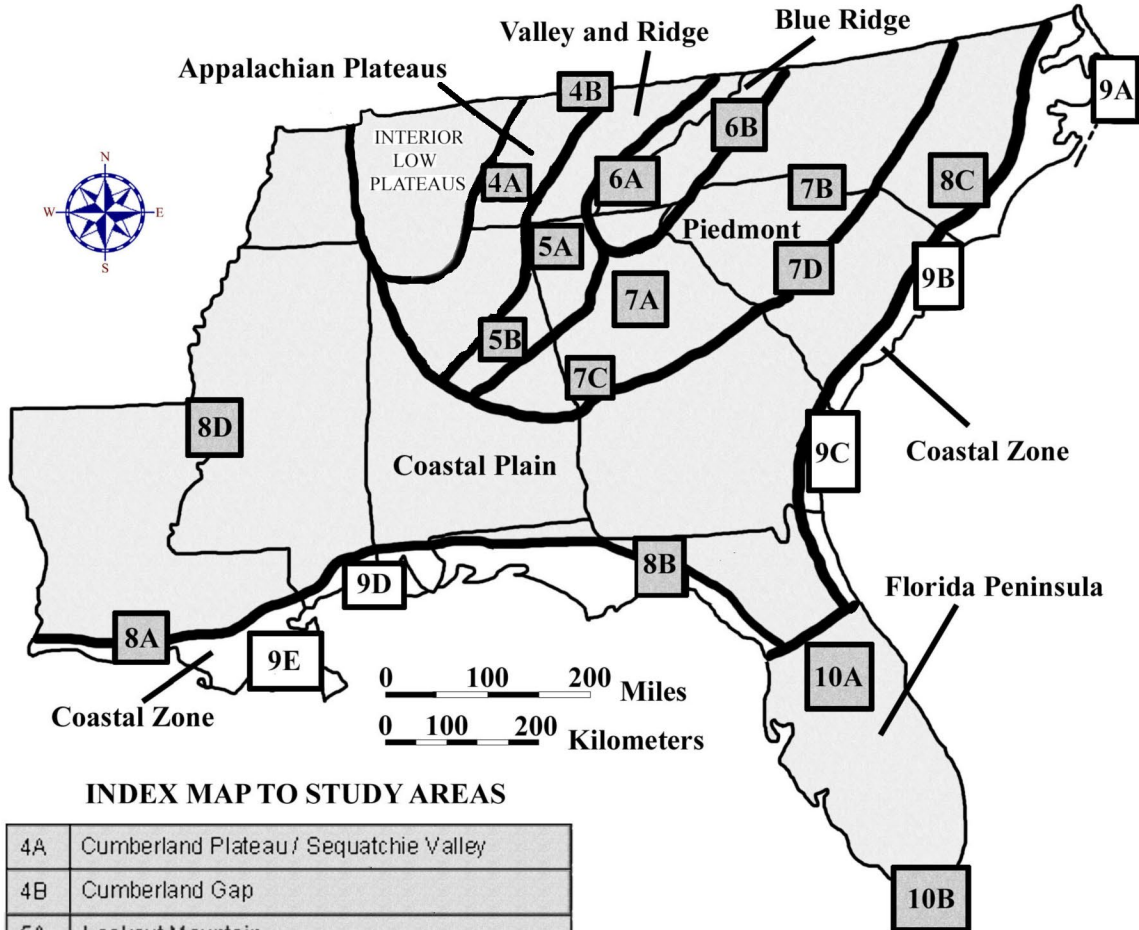 Blue Ridge
Valley and Ridge
Appalachian Plateaus
4B
9A
INTERIOR
LOW
PLATEAUS
6B
N
W
E
S
4A
6A
7B
8C
Piedmont
5A
9B
7D
7A
5B
7C
8D
9C
Coastal Zone
Coastal Plain
8B
9D
Florida Peninsula
8A
9E
10A
Coastal Zone
0 100 200 Miles
0 100 200 Kilometers
INDEX MAP TO STUDY AREAS
4A Cumberland Plateau / Sequatchie Valley
4B Cumberland Gap
10B
5A Lookout Mountain